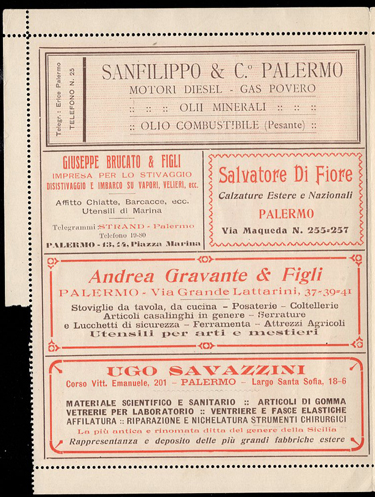 Telegr.: Erice Palermo
TELEFONO N. 25
SANFILIPPO & C.º PALERMO
MOTORI DIESEL - GAS POVERO
:: :: :: OLII MINERALI :: :: ::
:: OLIO COMBUSTIBILE (Pesante) :: ::
GIUSEPPE BRUCATO & FIGLI
IMPRESA PER LO STIVAGGIO
DISISTIVAGGIO E IMBARCO SU VAPORI, VELIERI, ecc.
Affitto Chiatte, Barcacce, ecc.
Utensili di Marina
Telegrammi STRAND - Palermo
Telefono 12-80
PALERMO - 13, Piazza Marina
Salvatore Di Fiore
Calzature Estere e Nazionali
PALERMO
Via Maqueda N. 255-257
Andrea Gravante & Figli
PALERMO - Via Grande Lattarini, 37-39-41
Stoviglie da tavola, da cucina - Posaterie - Coltellerie
Articoli casalinghi in genere - Serrature
e Lucchetti di sicurezza - Ferramenta - Attrezzi Agricoli
Utensili per arti e mestieri
UGO SAVAZZINI
Corso Vitt. Emanuele, 201 - PALERMO - Largo Santa Sofia, 18-6
MATERIALE SCIENTIFICO E SANITARIO :: ARTICOLI DI GOMMA
VETRERIE PER LABORATORIO :: VENTRIERE E FASCE ELASTICHE
AFFILATURA :: RIPARAZIONE E NICHELATURA STRUMENTI CHIRURGICI
La più antica e rinomata ditta del genere della Sicilia
Rappresentanza e deposito delle più grandi fabbriche estere